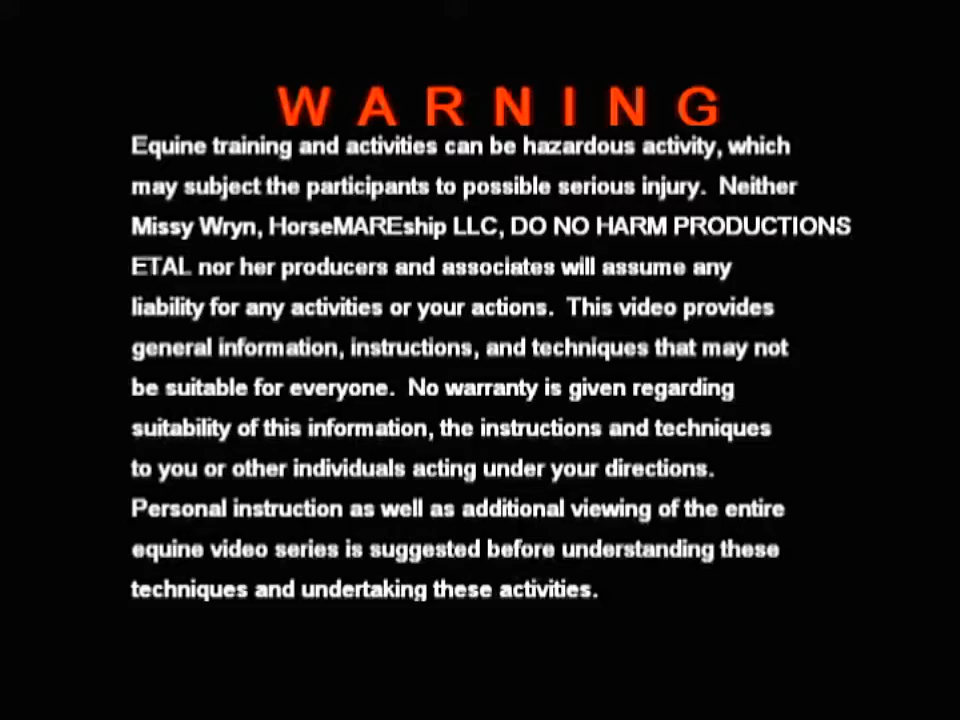 WARNING
Equine training and activities can be hazardous activity, which
may subject the participants to possible serious injury.  Neither
Missy Wryn, HorseMAREship LLC, DO NO HARM PRODUCTIONS
ETAL nor her producers and associates will assume any
liability for any activities or your actions.  This video provides
general information, instructions, and techniques that may not
be suitable for everyone.  No warranty is given regarding
suitability of this information, the instructions and techniques
to you or other individuals acting under your directions.
Personal instruction as well as additional viewing of the entire
equine video series is suggested before understanding these
techniques and undertaking these activities.